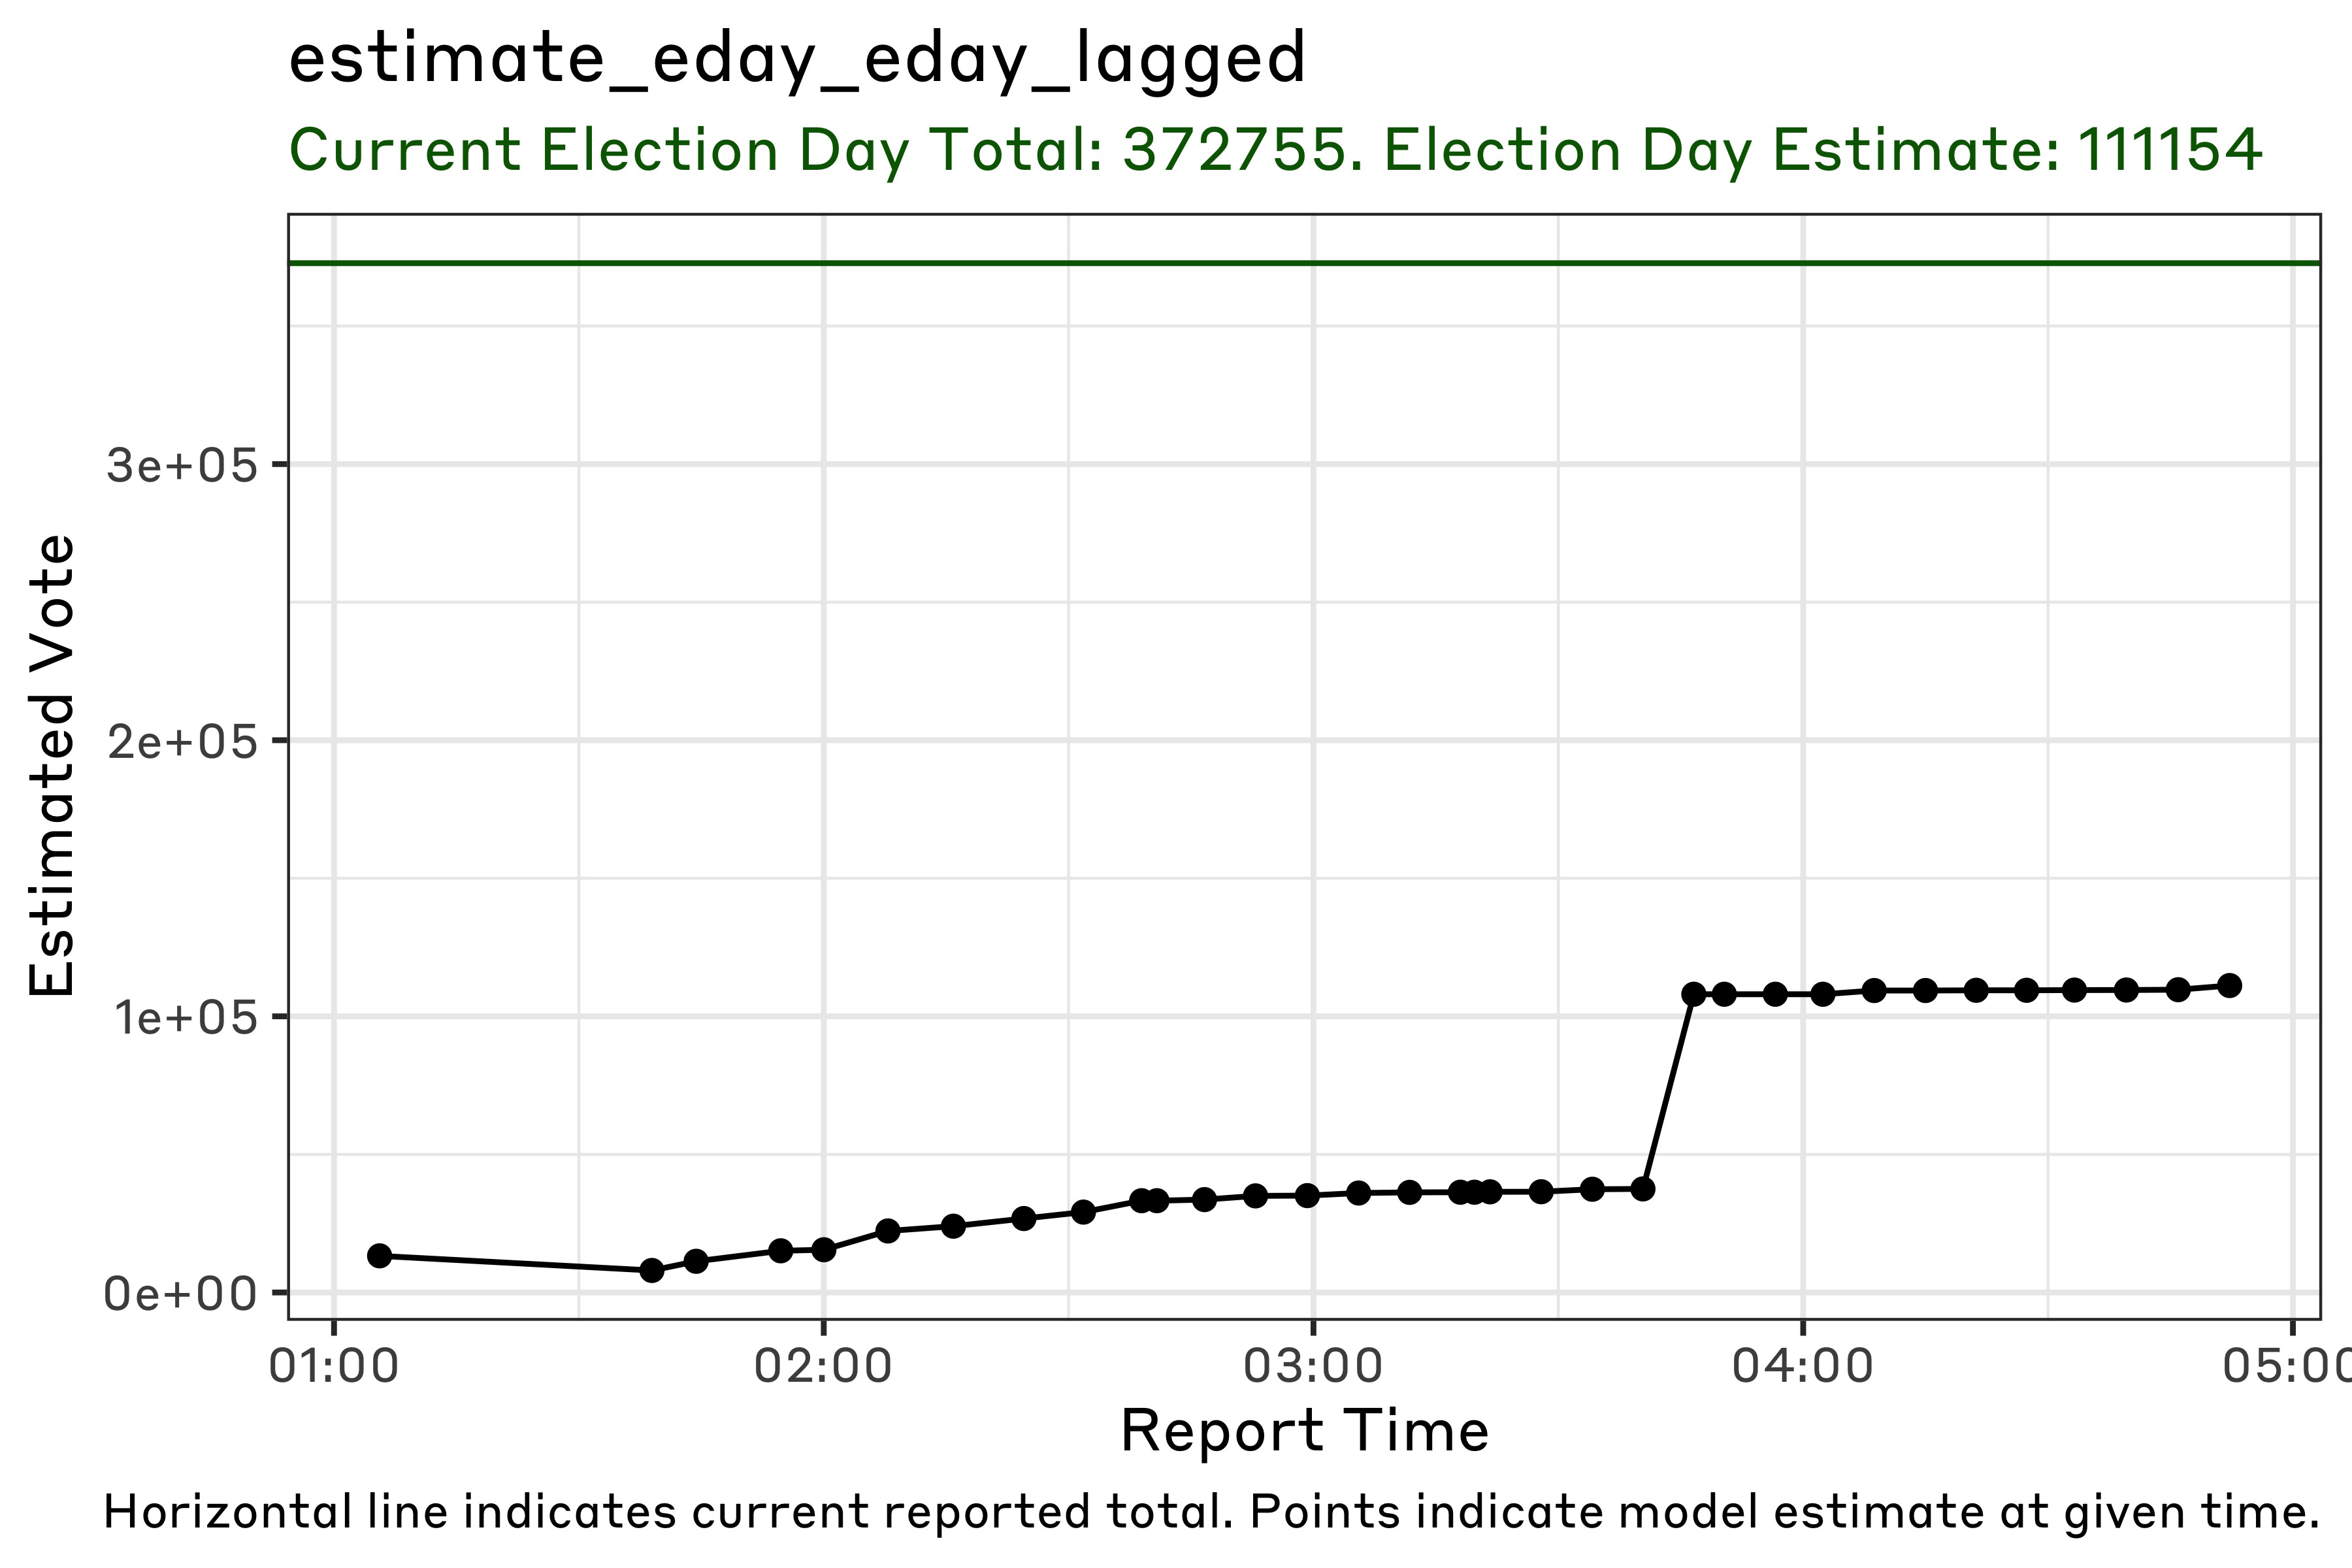 estimate_eday_eday_lagged
Current Election Day Total: 372755. Election Day Estimate: 111154
Estimated Vote
3e+05
2e+05
1e+05
0e+00
01:00 02:00 03:00 04:00 05:00
Report Time
Horizontal line indicates current reported total. Points indicate model estimate at given time.